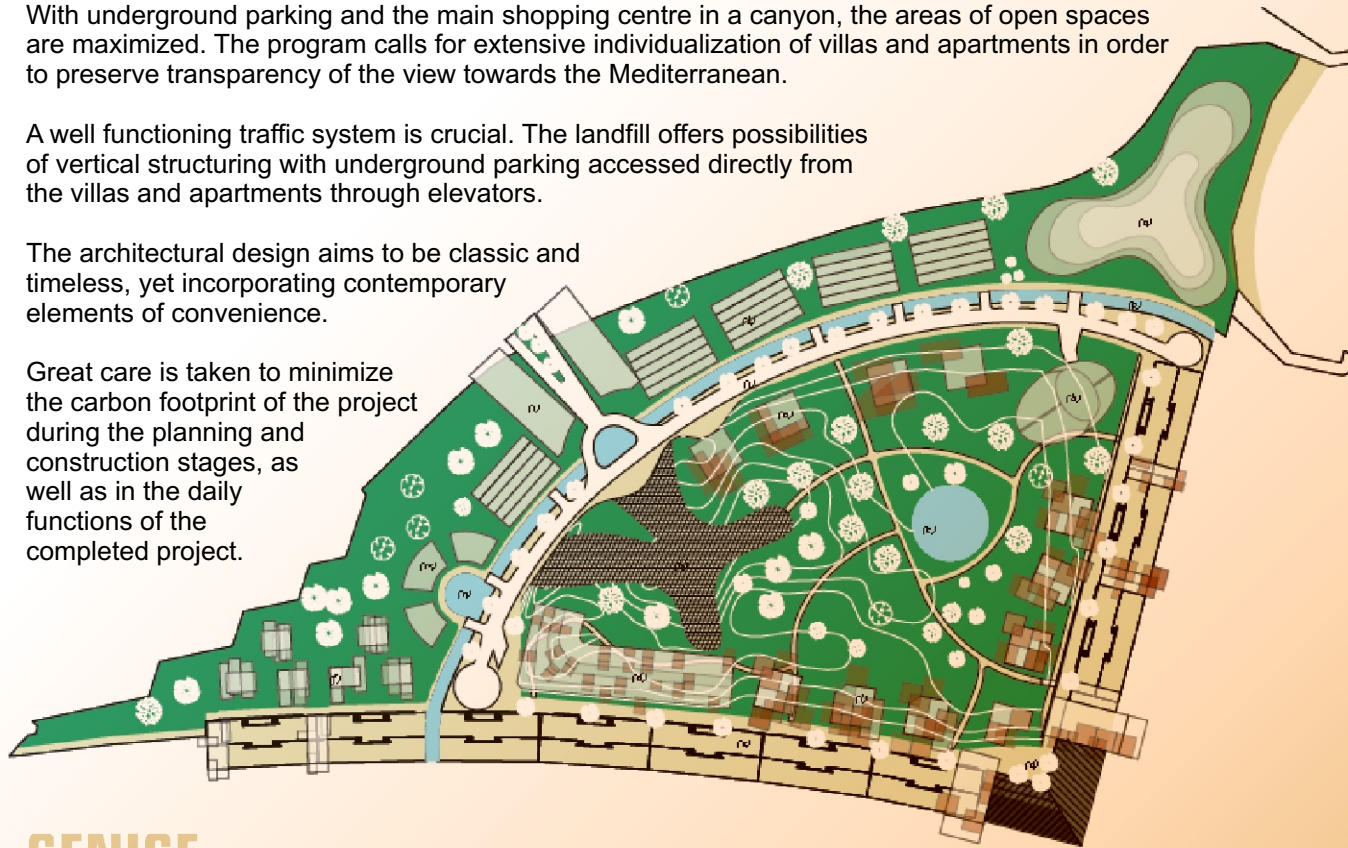 With underground parking and the main shopping centre in a canyon, the areas of open spaces
are maximized. The program calls for extensive individualization of villas and apartments in order
to preserve transparency of the view towards the Mediterranean.
A well functioning traffic system is crucial. The landfill offers possibilities
of vertical structuring with underground parking accessed directly from
the villas and apartments through elevators.
The architectural design aims to be classic and
timeless, yet incorporating contemporary
elements of convenience.
Great care is taken to minimize
the carbon footprint of the project
during the planning and
construction stages, as
well as in the daily
functions of the
completed project.